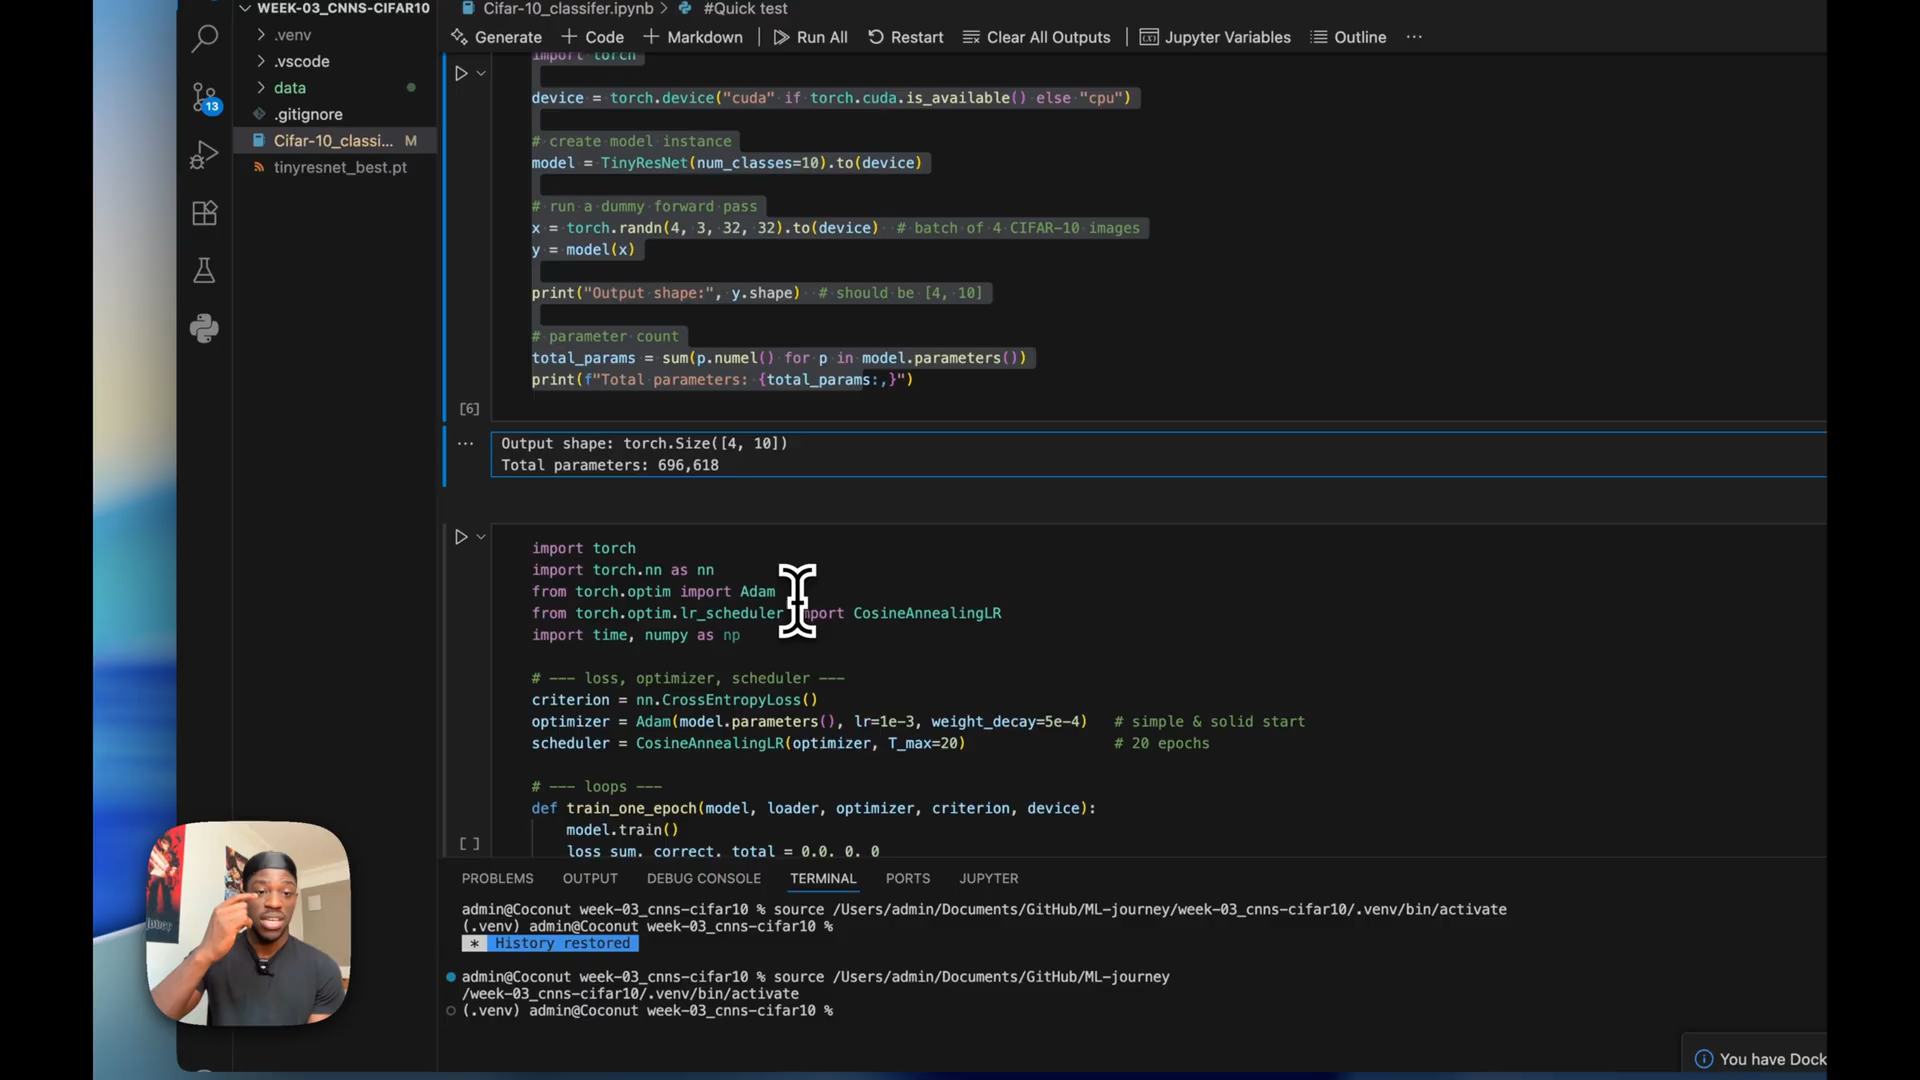 WEEK-03_CNNS-CIFAR10
.venv
.vscode
data
.gitignore
Cifar-10_classi... M
tinyresnet_best.pt
13
Cifar-10_classifer.ipynb > #Quick test
Generate + Code + Markdown Run All Restart Clear All Outputs Jupyter Variables Outline ...
import torch
device = torch.device("cuda" if torch.cuda.is_available() else "cpu")
# create model instance
model = TinyResNet(num_classes=10).to(device)
# run a dummy forward pass
x = torch.randn(4, 3, 32, 32).to(device) # batch of 4 CIFAR-10 images
y = model(x)
print("Output shape:", y.shape) # should be [4, 10]
# parameter count
total_params = sum(p.numel() for p in model.parameters())
print(f"Total parameters: {total_params:,}")
[6]
... Output shape: torch.Size([4, 10])
Total parameters: 696,618
import torch
import torch.nn as nn
from torch.optim import Adam
from torch.optim.lr_scheduler import CosineAnnealingLR
import time, numpy as np
# --- loss, optimizer, scheduler ---
criterion = nn.CrossEntropyLoss()
optimizer = Adam(model.parameters(), lr=1e-3, weight_decay=5e-4) # simple & solid start
scheduler = CosineAnnealingLR(optimizer, T_max=20) # 20 epochs
# --- loops ---
def train_one_epoch(model, loader, optimizer, criterion, device):
model.train()
[ ]
loss_sum, correct, total = 0.0, 0, 0
PROBLEMS OUTPUT DEBUG CONSOLE TERMINAL PORTS JUPYTER
admin@Coconut week-03_cnns-cifar10 % source /Users/admin/Documents/GitHub/ML-journey/week-03_cnns-cifar10/.venv/bin/activate
(.venv) admin@Coconut week-03_cnns-cifar10 %
* History restored
admin@Coconut week-03_cnns-cifar10 % source /Users/admin/Documents/GitHub/ML-journey
/week-03_cnns-cifar10/.venv/bin/activate
(.venv) admin@Coconut week-03_cnns-cifar10 %
You have Dock